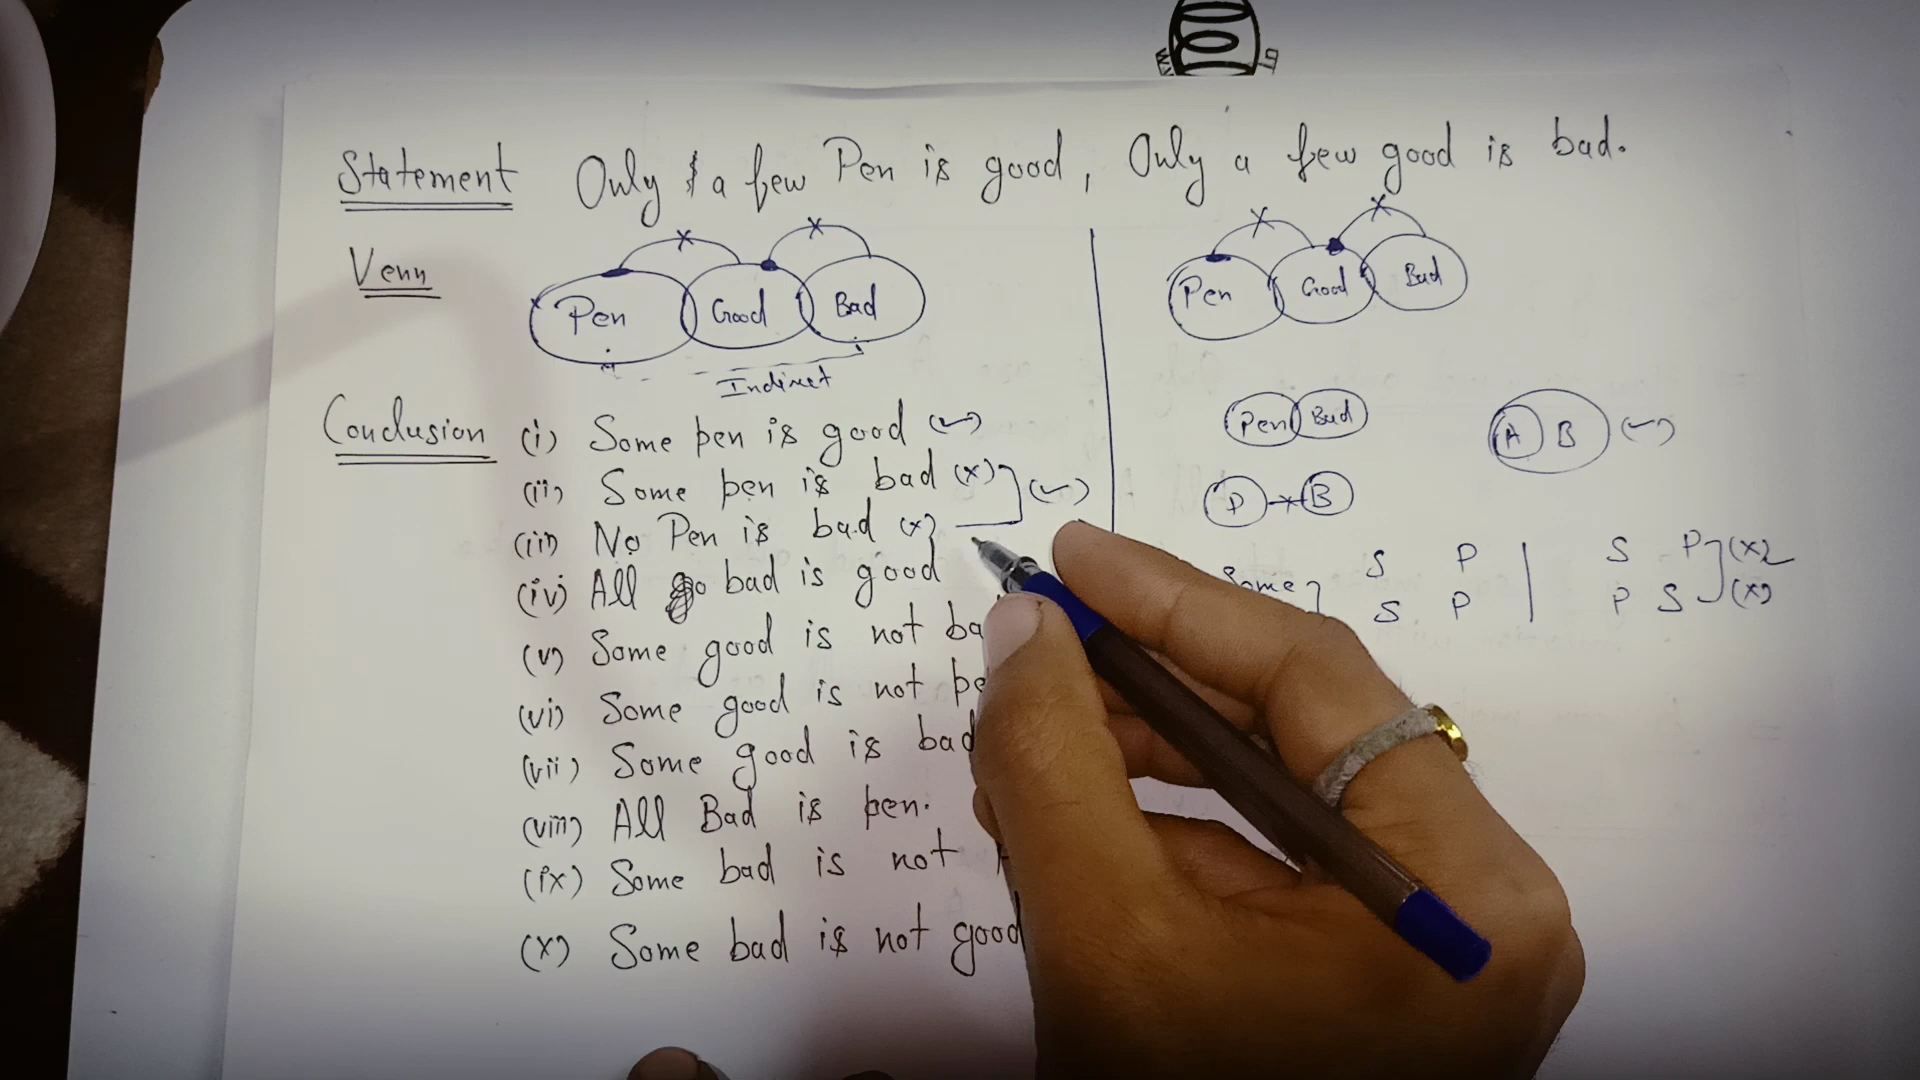 Statement Only a few Pen is good, Only a few good is bad.
Venn
Pen Good Bad
Indirect
Pen Good Bad
Conclusion (i) Some pen is good (✓)
(ii) Some pen is bad (x)
(iii) No Pen is bad (x) ] (✓)
(iv) All bad is good
(v) Some good is not
(vi) Some good is not
(vii) Some good is bad
(viii) All Bad is pen.
(ix) Some bad is not
(x) Some bad is not good
Pen Bad
A B (✓)
P x B
Some ]
S P | S P ] (x)
S P | P S ] (x)